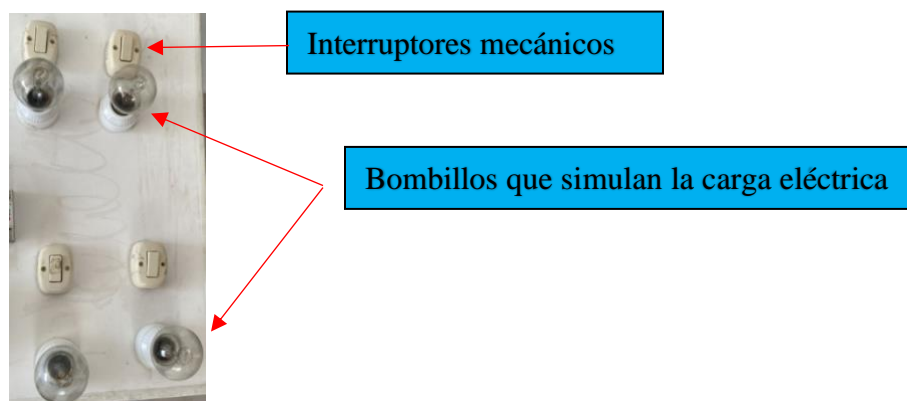 Interruptores mecánicos
Bombillos que simulan la carga eléctrica